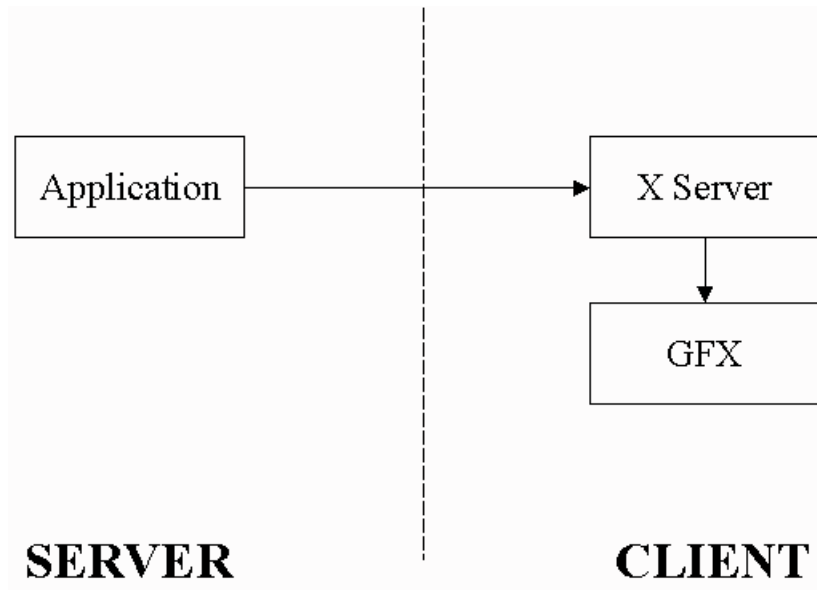 Application
X Server
GFX
SERVER
CLIENT